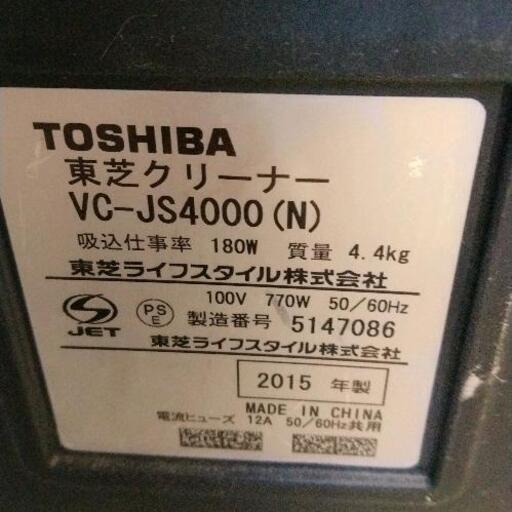 TOSHIBA
東芝クリーナー
VC-JS4000(N)
吸込仕事率 180W 質量 4.4kg
東芝ライフスタイル株式会社
100V 770W 50/60Hz
S JET
PS E
製造番号 5147086
東芝ライフスタイル株式会社
2015 年製
MADE IN CHINA
電流ヒューズ 12A 50/60Hz共用